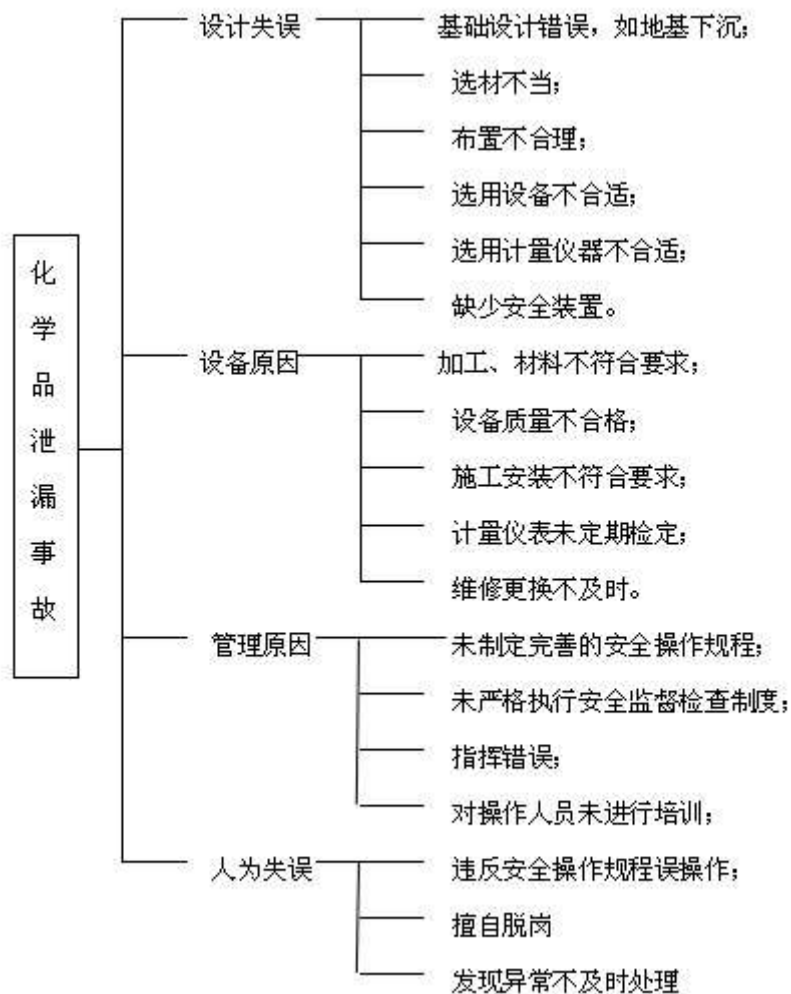 化学品泄漏事故
设计失误
基础设计错误，如地基下沉；
选材不当；
布置不合理；
选用设备不合适；
选用计量仪器不合适；
缺少安全装置。
设备原因
加工、材料不符合要求；
设备质量不合格；
施工安装不符合要求；
计量仪表未定期检定；
维修更换不及时。
管理原因
未制定完善的安全操作规程；
未严格执行安全监督检查制度；
指挥错误；
对操作人员未进行培训；
人为失误
违反安全操作规程误操作；
擅自脱岗
发现异常不及时处理